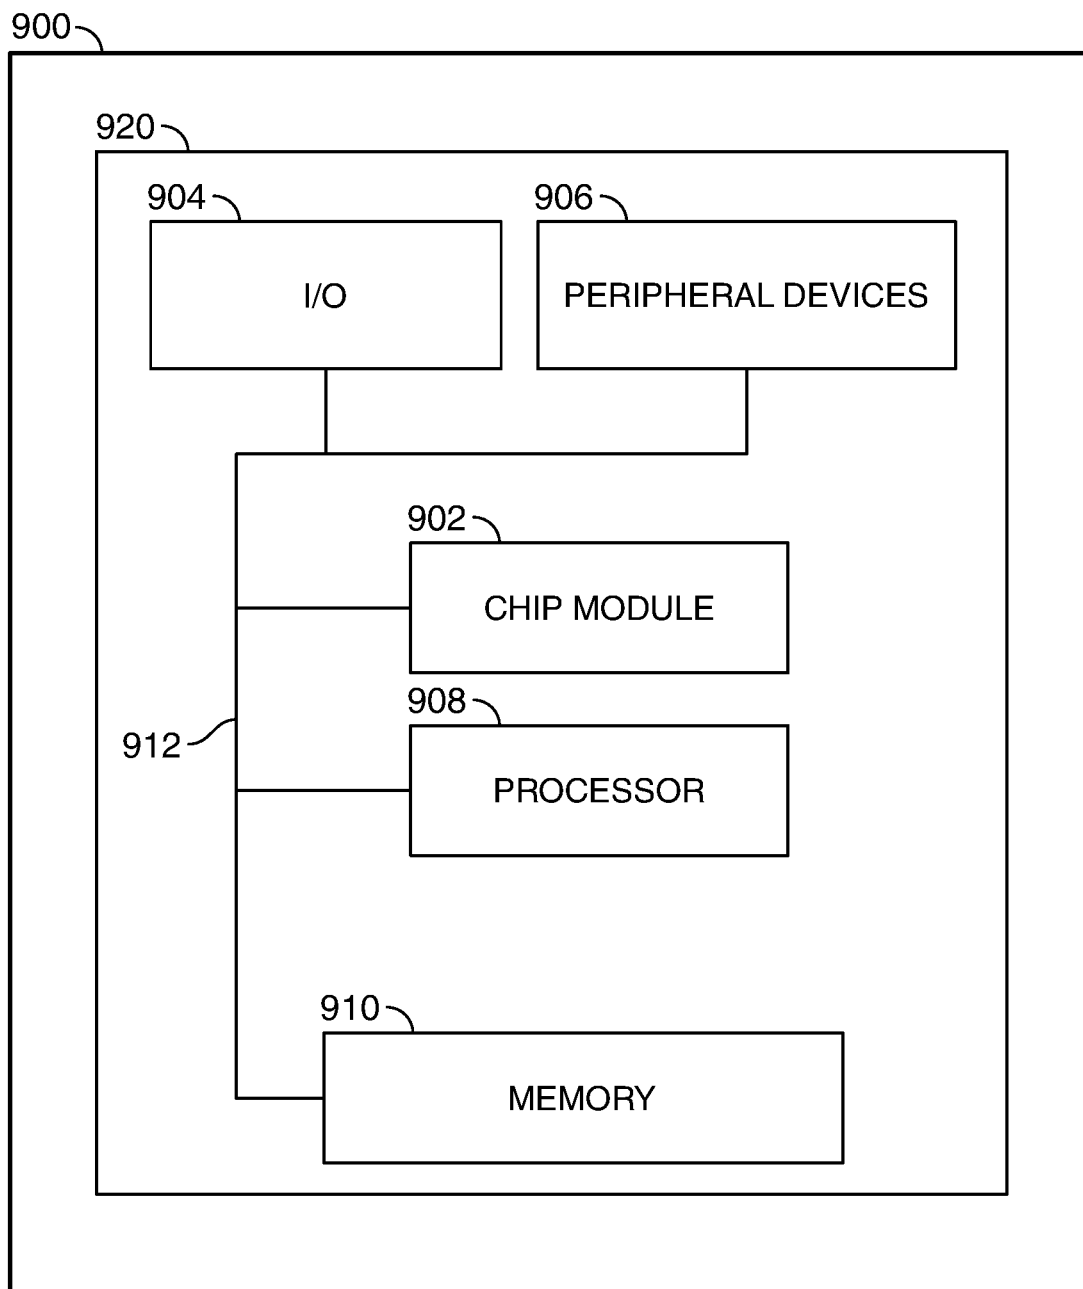 900
920
904
906
I/O
PERIPHERAL DEVICES
902
CHIP MODULE
908
912
PROCESSOR
910
MEMORY